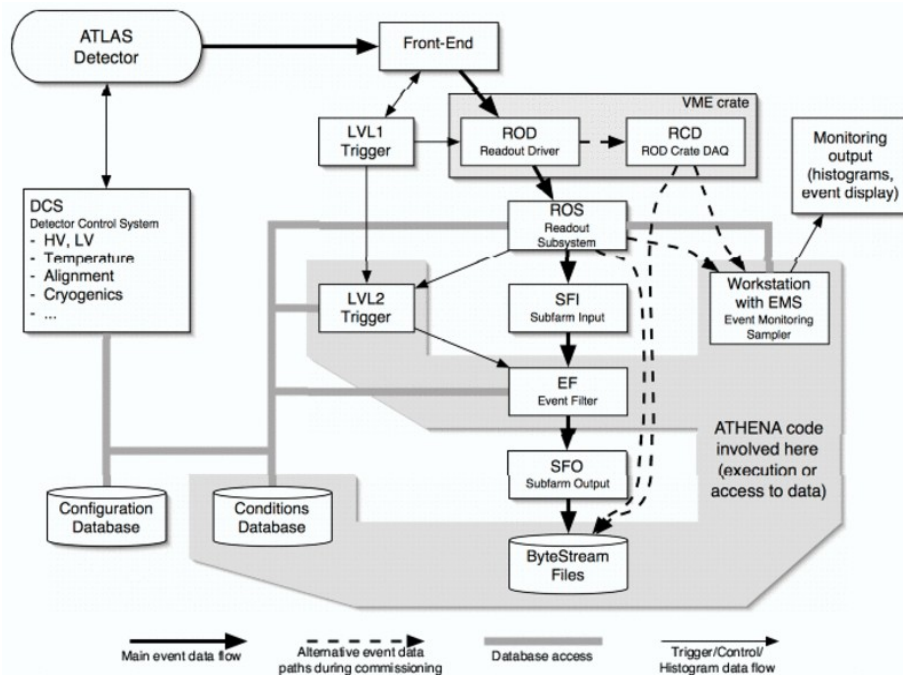 ATLAS
Detector
Front-End
VME crate
LVL1
Trigger
ROD
Readout Driver
RCD
ROD Crate DAQ
Monitoring
output
(histograms,
event display)
DCS
Detector Control System
- HV, LV
- Temperature
- Alignment
- Cryogenics
- ...
ROS
Readout
Subsystem
LVL2
Trigger
SFI
Subfarm Input
Workstation
with EMS
Event Monitoring
Sampler
EF
Event Filter
ATHENA code
involved here
(execution or
access to data)
SFO
Subfarm Output
Configuration
Database
Conditions
Database
ByteStream
Files
Main event data flow
Alternative event data
paths during commissioning
Database access
Trigger/Control/
Histogram data flow